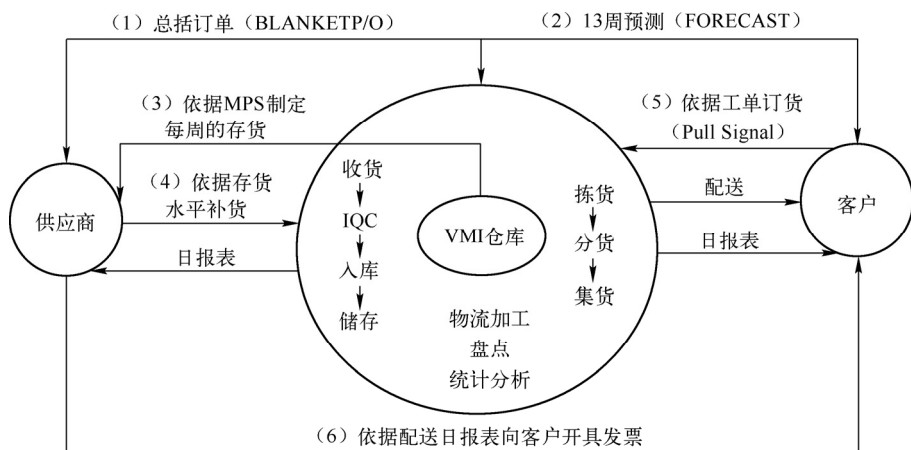 （1）总括订单（BLANKETP/O）
（2）13周预测（FORECAST）
（3）依据MPS制定
每周的存货
（5）依据工单订货
（Pull Signal）
（4）依据存货
水平补货
供应商
日报表
收货
IQC
入库
储存
VMI仓库
物流加工
盘点
统计分析
拣货
分货
集货
配送
日报表
客户
（6）依据配送日报表向客户开具发票